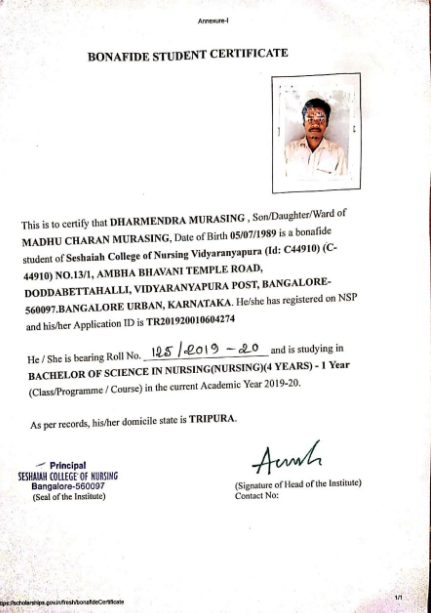 Annexure-I
BONAFIDE STUDENT CERTIFICATE
This is to certify that DHARMENDRA MURASING , Son/Daughter/Ward of
MADHU CHARAN MURASING, Date of Birth 05/07/1989 is a bonafide
student of Seshaiah College of Nursing Vidyaranyapura (Id: C44910) (C-
44910) NO.13/1, AMBHA BHAVANI TEMPLE ROAD,
DODDABETTAHALLI, VIDYARANYAPURA POST, BANGALORE-
560097.BANGALORE URBAN, KARNATAKA. He/she has registered on NSP
and his/her Application ID is TR201920010604274
He / She is bearing Roll No. 125/2019-20 and is studying in
BACHELOR OF SCIENCE IN NURSING(NURSING)(4 YEARS) - 1 Year
(Class/Programme / Course) in the current Academic Year 2019-20.
As per records, his/her domicile state is TRIPURA.
Principal
SESHAIAH COLLEGE OF NURSING
Bangalore-560097
(Seal of the Institute)
(Signature of Head of the Institute)
Contact No:
tps://scholarships.gov.in/fresh/bonafideCertificate
1/1